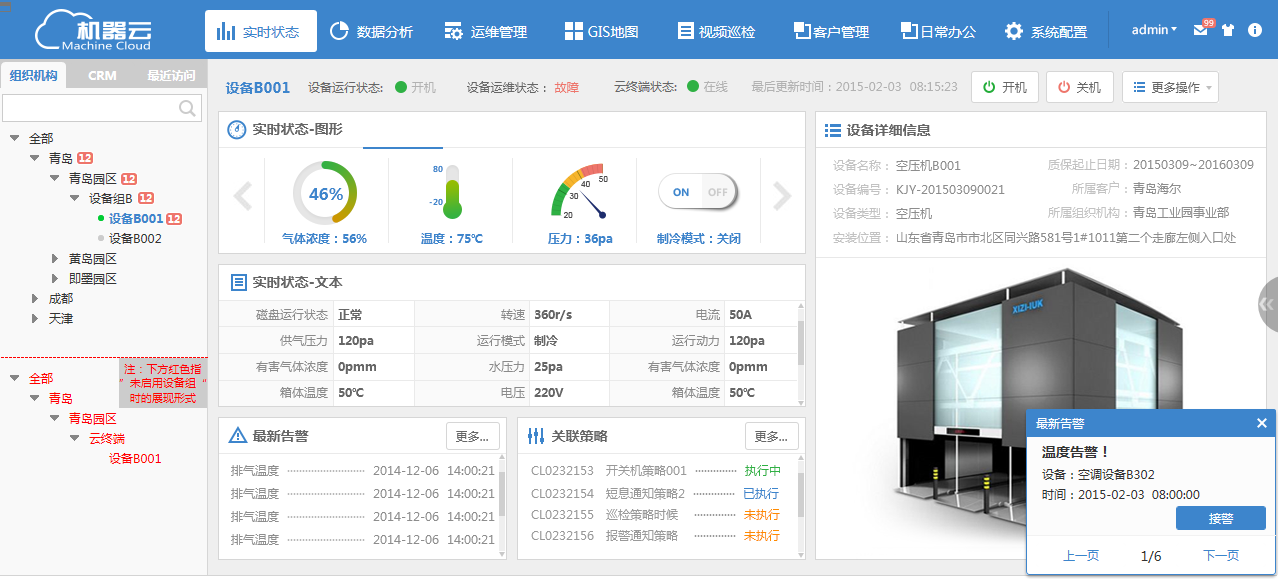 机器云
Machine Cloud
实时状态
数据分析
运维管理
GIS地图
视频巡检
客户管理
日常办公
系统配置
admin
99
组织机构
CRM
最近访问
全部
青岛 12
青岛园区 12
设备组B 12
设备B001 12
设备B002
黄岛园区
即墨园区
成都
天津
注：下方红色指
”未启用设备组“
时的展现形式
全部
青岛
青岛园区
云终端
设备B001
设备B001
设备运行状态: 开机
设备运维状态： 故障
云终端状态: 在线
最后更新时间：2015-02-03 08:15:23
开机
关机
更多操作
实时状态-图形
46%
气体浓度：56%
80
-20
温度：75℃
20
30
40
50
压力：36pa
ON OFF
制冷模式：关闭
实时状态-文本
磁盘运行状态 正常 转速 360r/s 电流 50A
供气压力 120pa 运行模式 制冷 运行动力 120pa
有害气体浓度 0pmm 水压力 25pa 有害气体浓度 0pmm
箱体温度 50℃ 电压 220V 箱体温度 50℃
最新告警
更多...
排气温度 2014-12-06 14:00:21
排气温度 2014-12-06 14:00:21
排气温度 2014-12-06 14:00:21
排气温度 2014-12-06 14:00:21
关联策略
更多...
CL0232153 开关机策略001 执行中
CL0232154 短息通知策略2 已执行
CL0232155 巡检策略时候 未执行
CL0232156 报警通知策略 未执行
设备详细信息
设备名称： 空压机B001 质保起止日期：20150309~20160309
设备编号： KJY-201503090021 所属客户：青岛海尔
设备类型： 空压机 所属组织机构：青岛工业园事业部
安装位置： 山东省青岛市市北区同兴路581号1#1011第二个走廊左侧入口处
XIZI-IUK
最新告警
温度告警！
设备：空调设备B302
时间：2015-02-03 08:00:00
接警
上一页 1/6 下一页